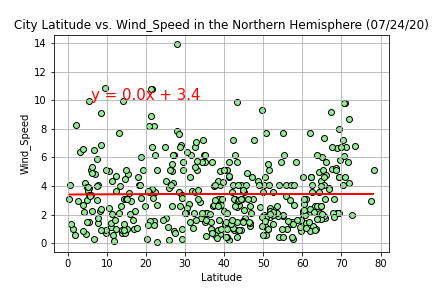 City Latitude vs. Wind_Speed in the Northern Hemisphere (07/24/20)
14
12
10
8
6
4
2
0
Wind_Speed
y = 0.0x + 3.4
0 10 20 30 40 50 60 70 80
Latitude